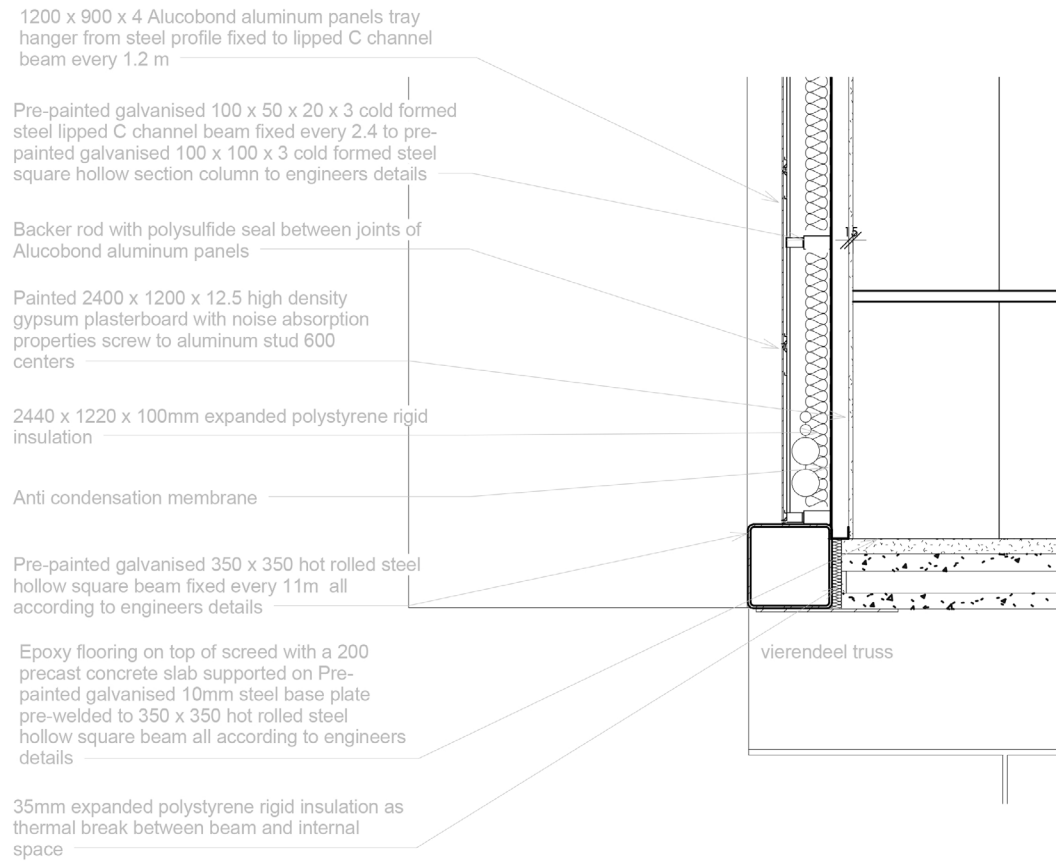 1200 x 900 x 4 Alucobond aluminum panels tray
hanger from steel profile fixed to lipped C channel
beam every 1.2 m
Pre-painted galvanised 100 x 50 x 20 x 3 cold formed
steel lipped C channel beam fixed every 2.4 to pre-
painted galvanised 100 x 100 x 3 cold formed steel
square hollow section column to engineers details
Backer rod with polysulfide seal between joints of
Alucobond aluminum panels
15
Painted 2400 x 1200 x 12.5 high density
gypsum plasterboard with noise absorption
properties screw to aluminum stud 600
centers
2440 x 1220 x 100mm expanded polystyrene rigid
insulation
Anti condensation membrane
Pre-painted galvanised 350 x 350 hot rolled steel
hollow square beam fixed every 11m  all
according to engineers details
Epoxy flooring on top of screed with a 200
precast concrete slab supported on Pre-
painted galvanised 10mm steel base plate
pre-welded to 350 x 350 hot rolled steel
hollow square beam all according to engineers
details
vierendeel truss
35mm expanded polystyrene rigid insulation as
thermal break between beam and internal
space